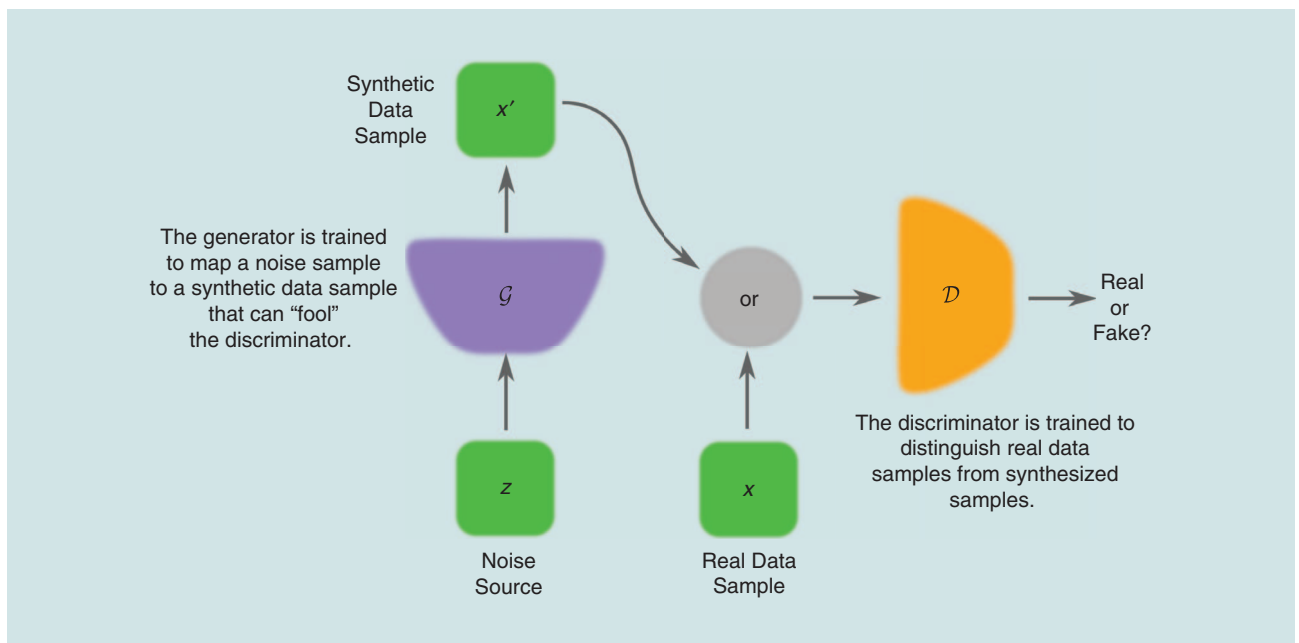 Synthetic
Data
Sample
x′
The generator is trained
to map a noise sample
to a synthetic data sample
that can “fool”
the discriminator.
𝒢
or
𝒟
Real
or
Fake?
The discriminator is trained to
distinguish real data
samples from synthesized
samples.
z
x
Noise
Source
Real Data
Sample